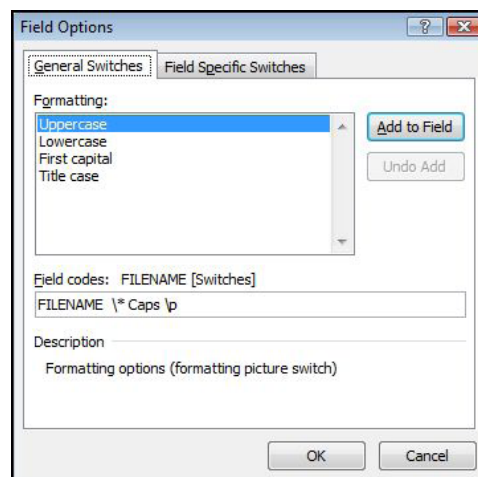 Field Options
General Switches Field Specific Switches
Formatting:
Uppercase
Lowercase
First capital
Title case
Add to Field
Undo Add
Field codes: FILENAME [Switches]
FILENAME \* Caps \p
Description
Formatting options (formatting picture switch)
OK Cancel